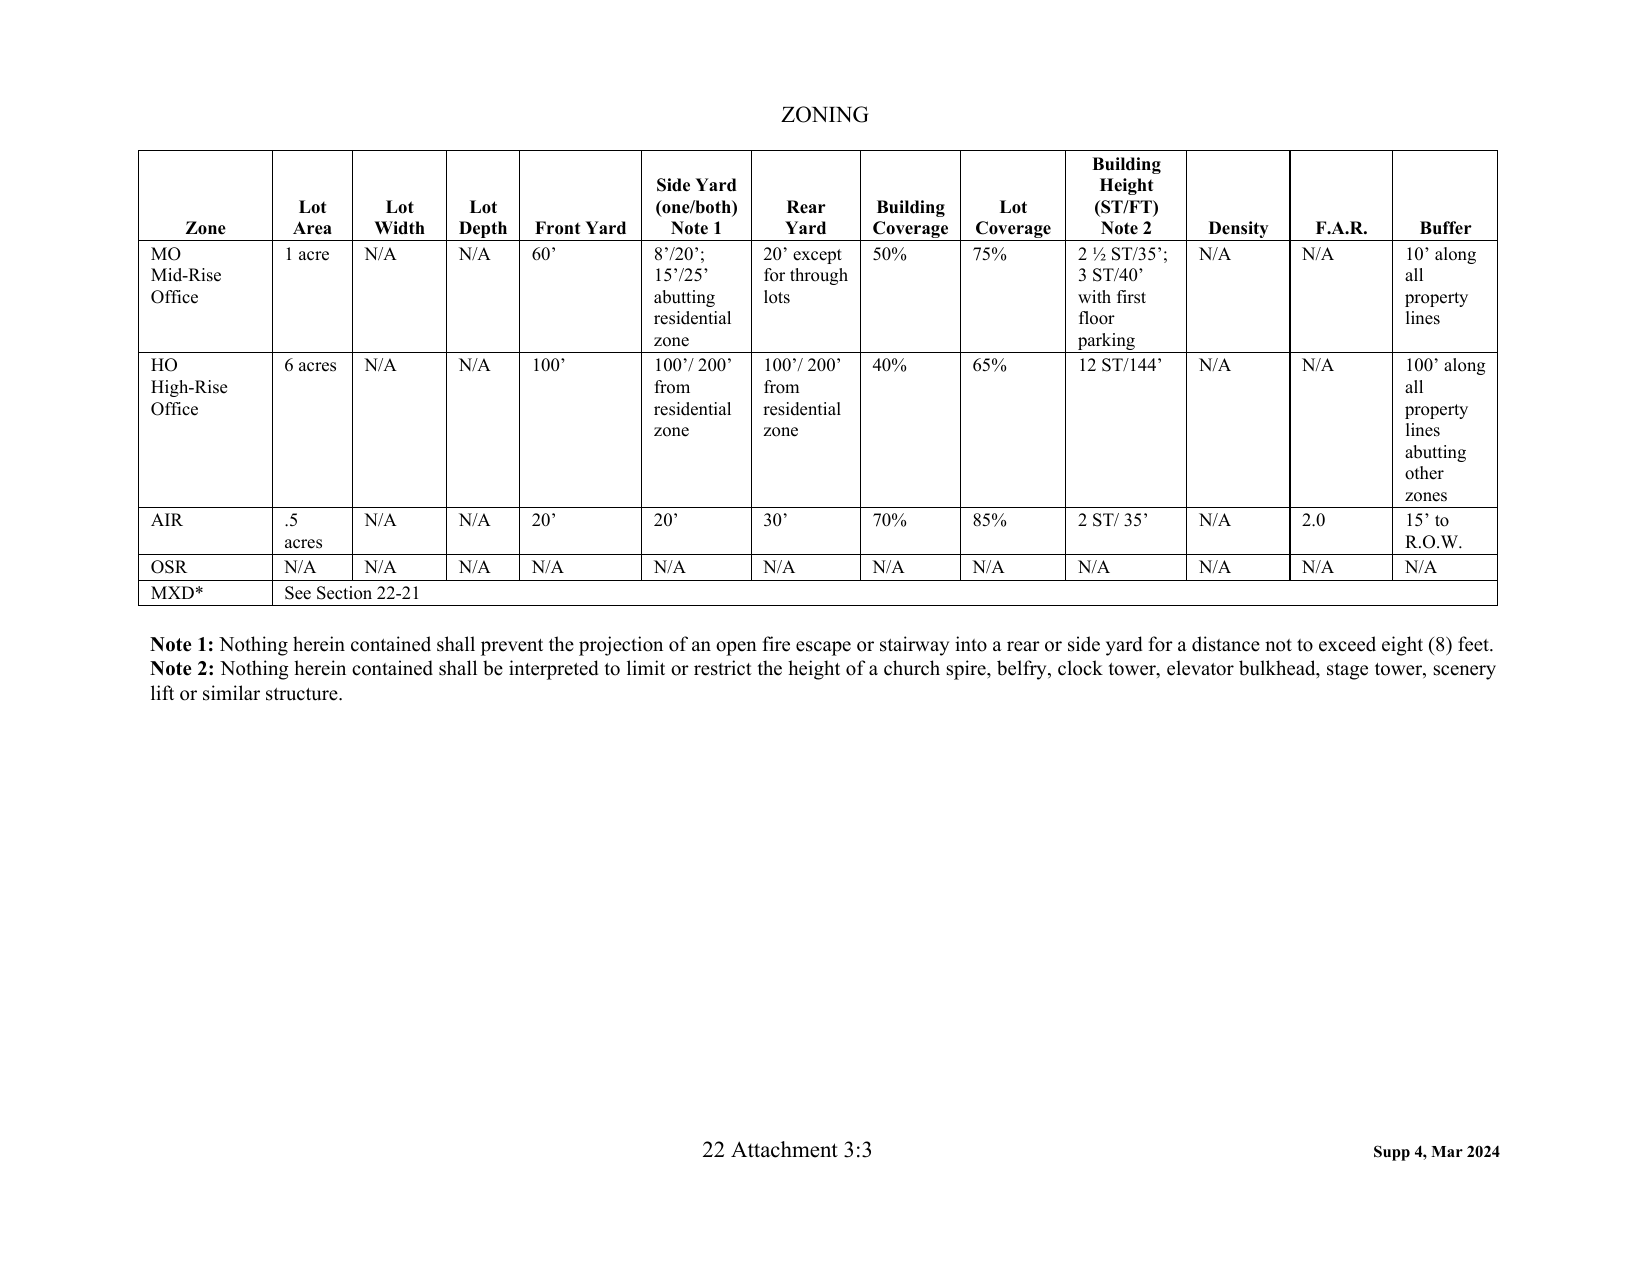 ZONING
Zone | Lot Area | Lot Width | Lot Depth | Front Yard | Side Yard (one/both) Note 1 | Rear Yard | Building Coverage | Lot Coverage | Building Height (ST/FT) Note 2 | Density | F.A.R. | Buffer
MO Mid-Rise Office | 1 acre | N/A | N/A | 60’ | 8’/20’; 15’/25’ abutting residential zone | 20’ except for through lots | 50% | 75% | 2 ½ ST/35’; 3 ST/40’ with first floor parking | N/A | N/A | 10’ along all property lines
HO High-Rise Office | 6 acres | N/A | N/A | 100’ | 100’/ 200’ from residential zone | 100’/ 200’ from residential zone | 40% | 65% | 12 ST/144’ | N/A | N/A | 100’ along all property lines abutting other zones
AIR | .5 acres | N/A | N/A | 20’ | 20’ | 30’ | 70% | 85% | 2 ST/ 35’ | N/A | 2.0 | 15’ to R.O.W.
OSR | N/A | N/A | N/A | N/A | N/A | N/A | N/A | N/A | N/A | N/A | N/A | N/A
MXD* | See Section 22-21
Note 1: Nothing herein contained shall prevent the projection of an open fire escape or stairway into a rear or side yard for a distance not to exceed eight (8) feet.
Note 2: Nothing herein contained shall be interpreted to limit or restrict the height of a church spire, belfry, clock tower, elevator bulkhead, stage tower, scenery
lift or similar structure.
22 Attachment 3:3
Supp 4, Mar 2024